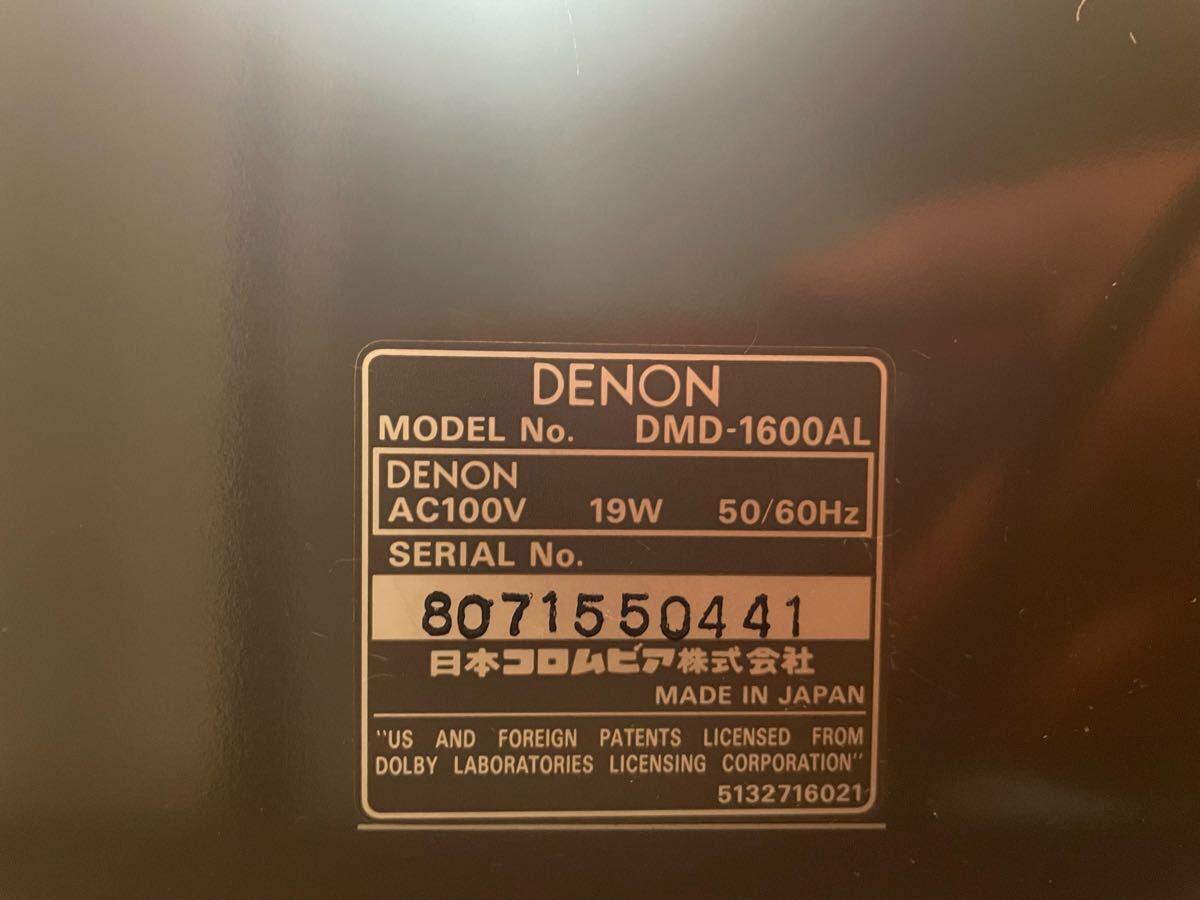 DENON
MODEL No. DMD-1600AL
DENON
AC100V 19W 50/60Hz
SERIAL No.
8071550441
日本コロムビア株式会社
MADE IN JAPAN
"US AND FOREIGN PATENTS LICENSED FROM
DOLBY LABORATORIES LICENSING CORPORATION"
5132716021